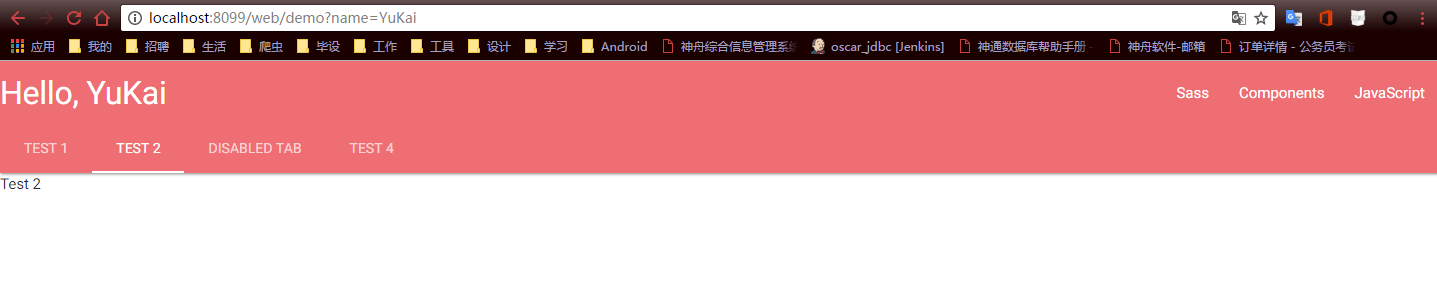 localhost:8099/web/demo?name=YuKai
应用 我的 招聘 生活 爬虫 毕设 工作 工具 设计 学习 Android 神舟综合信息管理系统 oscar_jdbc [Jenkins] 神通数据库帮助手册 - 神舟软件-邮箱 订单详情 - 公务员考试
Hello, YuKai
Sass Components JavaScript
TEST 1 TEST 2 DISABLED TAB TEST 4
Test 2